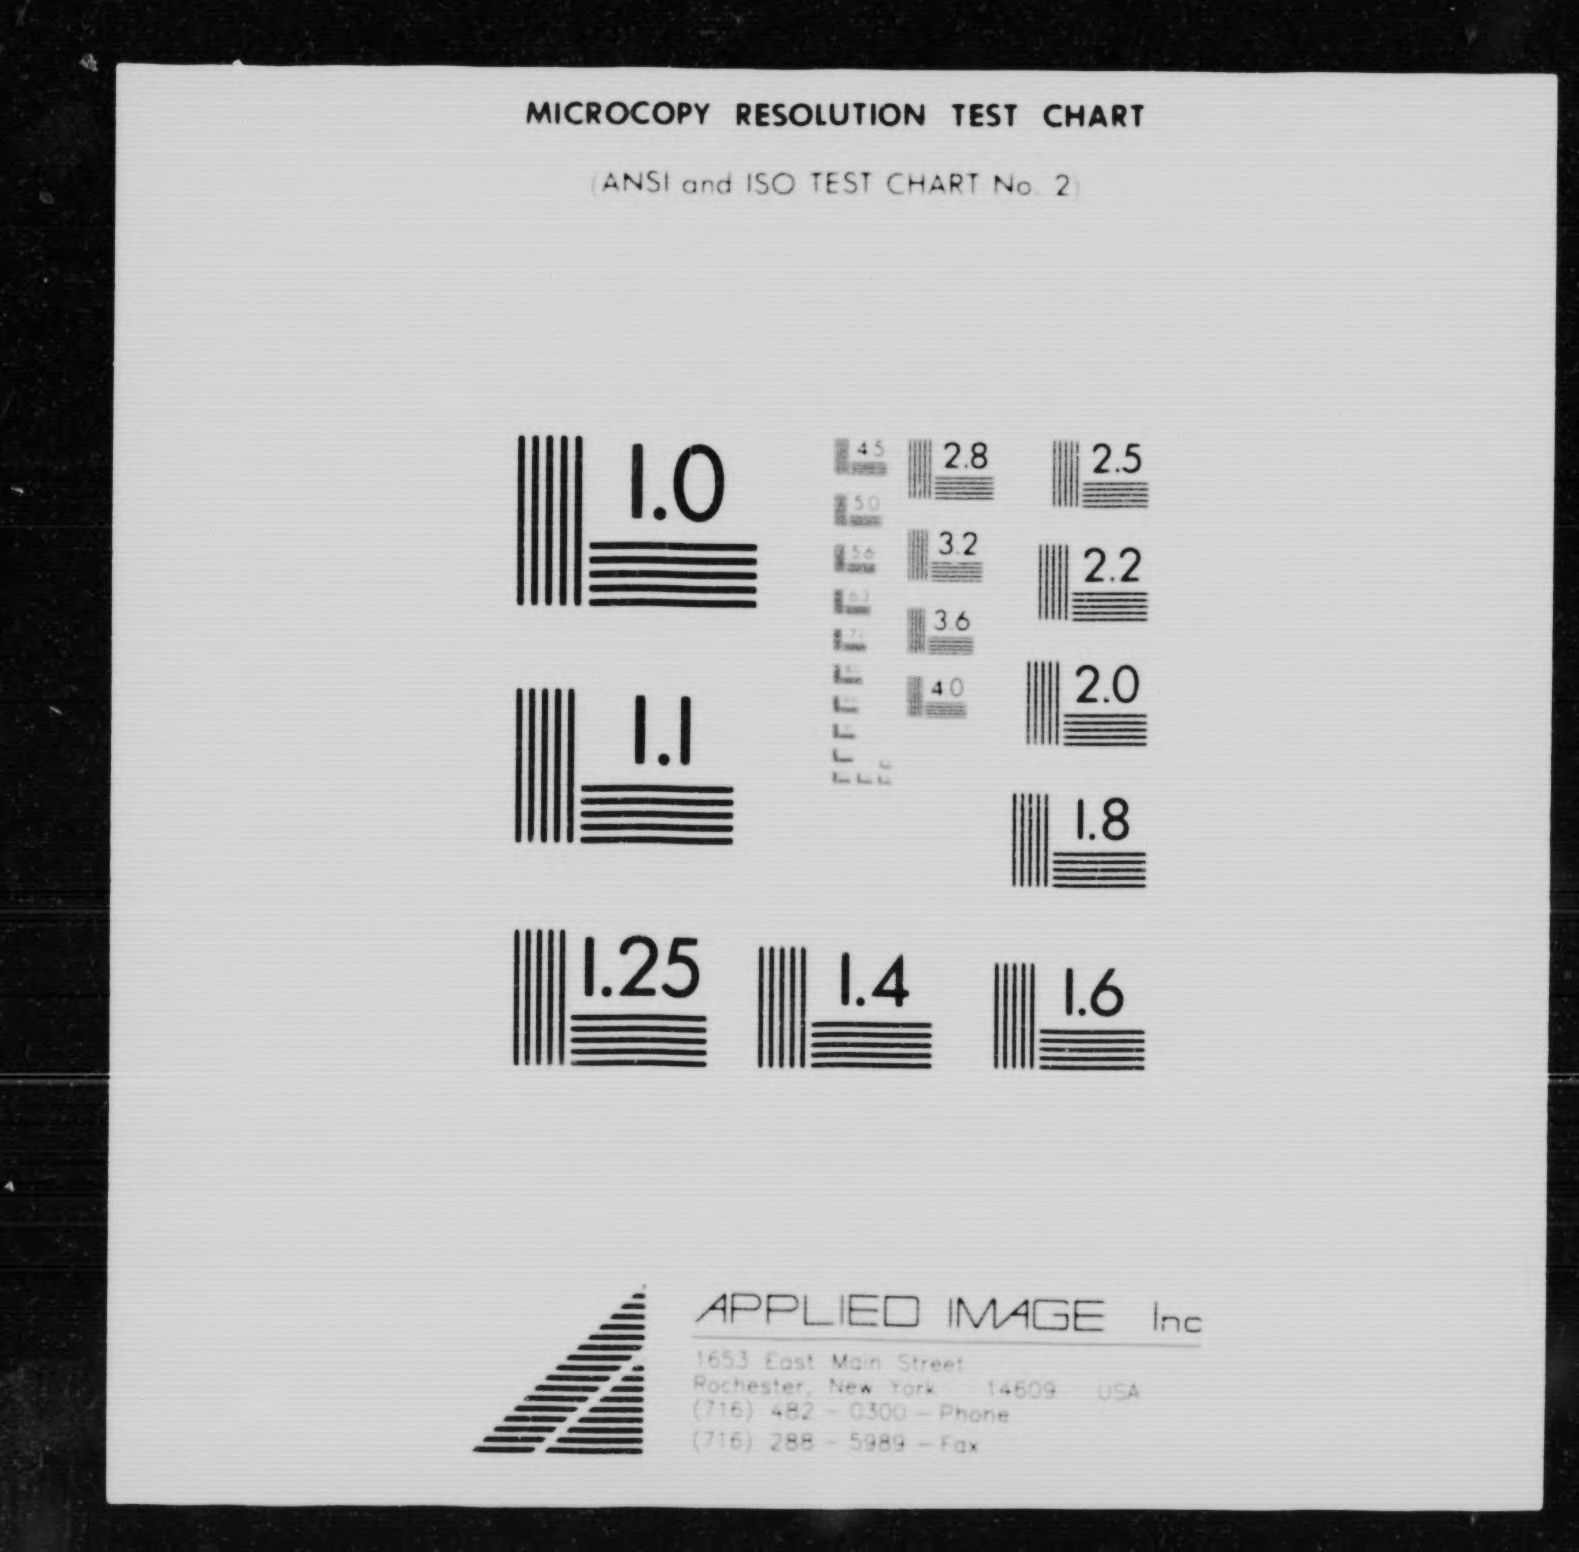 MICROCOPY RESOLUTION TEST CHART
(ANSI and ISO TEST CHART No. 2)
1.0
1.1
1.25
1.4
1.6
1.8
2.0
2.2
2.5
2.8
3.2
3.6
4.0
4.5
5.0
5.6
6.3
APPLIED IMAGE Inc
1653 East Main Street
Rochester, New York 14609 USA
(716) 482 - 0300 - Phone
(716) 288 - 5989 - Fax